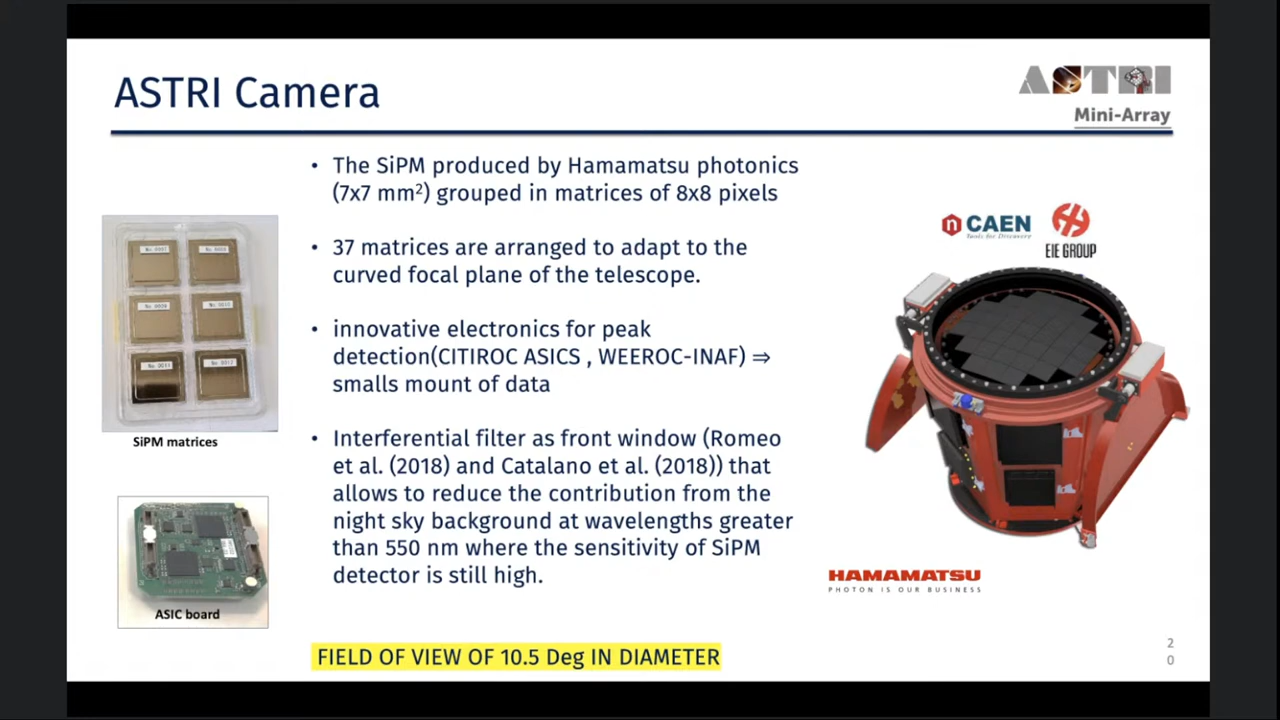 ASTRI Camera
ASTRI
Mini-Array
• The SiPM produced by Hamamatsu photonics
(7x7 mm²) grouped in matrices of 8x8 pixels
• 37 matrices are arranged to adapt to the
curved focal plane of the telescope.
• innovative electronics for peak
detection(CITIROC ASICS , WEEROC-INAF) ⇒
smalls mount of data
• Interferential filter as front window (Romeo
et al. (2018) and Catalano et al. (2018)) that
allows to reduce the contribution from the
night sky background at wavelengths greater
than 550 nm where the sensitivity of SiPM
detector is still high.
FIELD OF VIEW OF 10.5 Deg IN DIAMETER
SiPM matrices
ASIC board
CAEN
Tools for Discovery
EIE GROUP
HAMAMATSU
PHOTON IS OUR BUSINESS
2
0